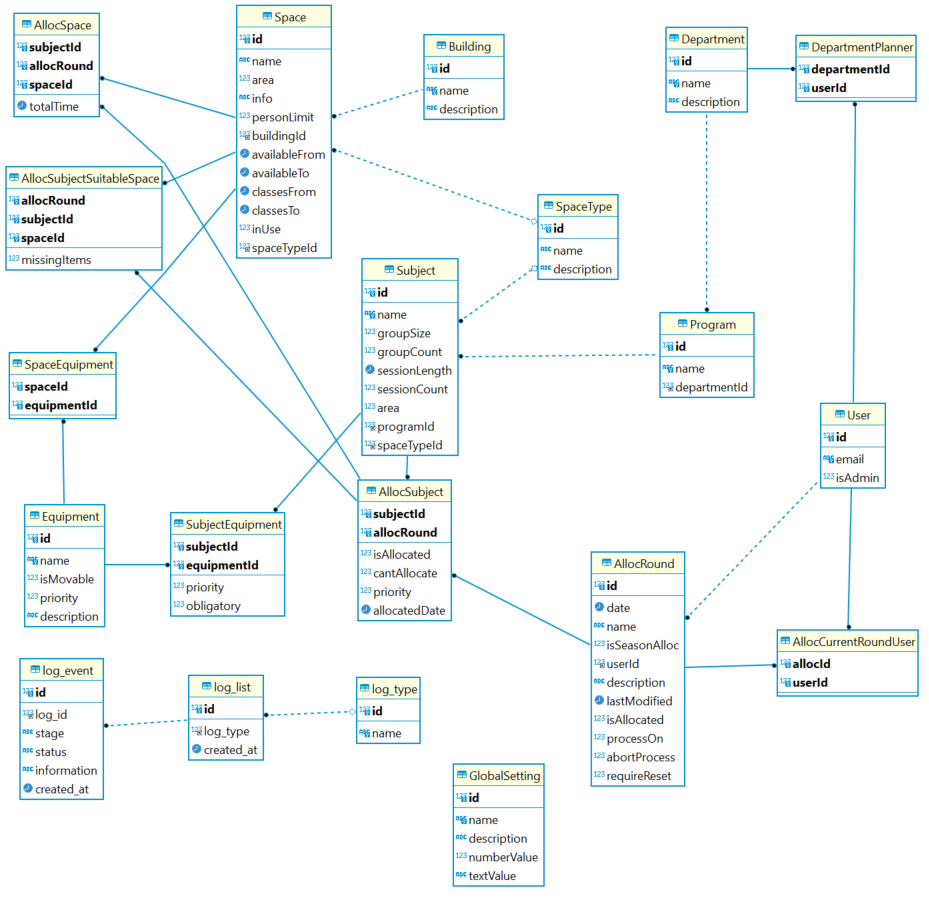 AllocSpace
subjectId
allocRound
spaceId
totalTime
Space
id
name
area
info
personLimit
buildingId
availableFrom
availableTo
classesFrom
classesTo
inUse
spaceTypeId
Building
id
name
description
Department
id
name
description
DepartmentPlanner
departmentId
userId
AllocSubjectSuitableSpace
allocRound
subjectId
spaceId
missingItems
SpaceType
id
name
description
Subject
id
name
groupSize
groupCount
sessionLength
sessionCount
area
programId
spaceTypeId
Program
id
name
departmentId
SpaceEquipment
spaceId
equipmentId
User
id
email
isAdmin
Equipment
id
name
isMovable
priority
description
SubjectEquipment
subjectId
equipmentId
priority
obligatory
AllocSubject
subjectId
allocRound
isAllocated
cantAllocate
priority
allocatedDate
AllocRound
id
date
name
isSeasonAlloc
userId
description
lastModified
isAllocated
processOn
abortProcess
requireReset
AllocCurrentRoundUser
allocId
userId
log_event
id
log_id
stage
status
information
created_at
log_list
id
log_type
created_at
log_type
id
name
GlobalSetting
id
name
description
numberValue
textValue